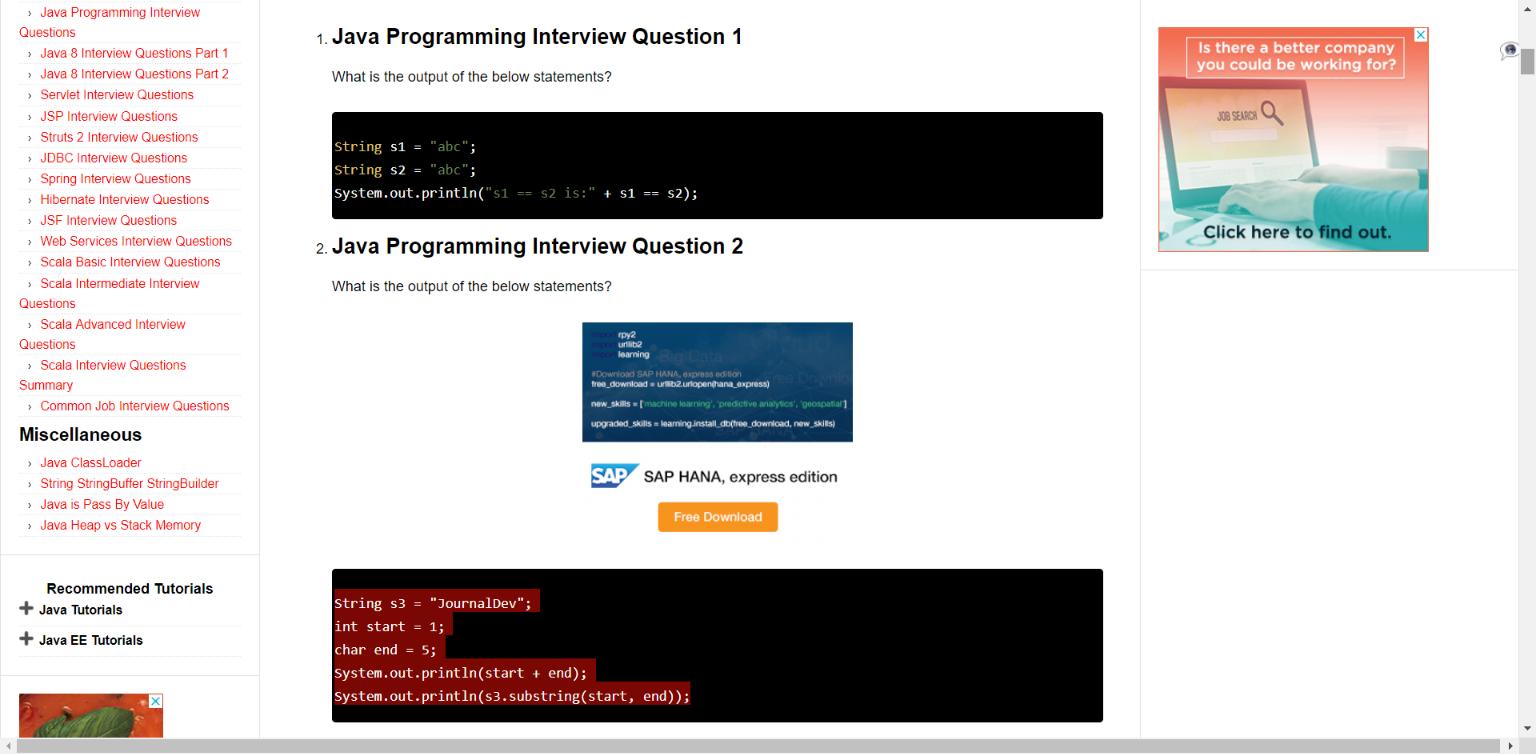 Java Programming Interview
Questions
Java 8 Interview Questions Part 1
Java 8 Interview Questions Part 2
Servlet Interview Questions
JSP Interview Questions
Struts 2 Interview Questions
JDBC Interview Questions
Spring Interview Questions
Hibernate Interview Questions
JSF Interview Questions
Web Services Interview Questions
Scala Basic Interview Questions
Scala Intermediate Interview
Questions
Scala Advanced Interview
Questions
Scala Interview Questions
Summary
Common Job Interview Questions
Miscellaneous
Java ClassLoader
String StringBuffer StringBuilder
Java is Pass By Value
Java Heap vs Stack Memory
Recommended Tutorials
Java Tutorials
Java EE Tutorials
1. Java Programming Interview Question 1
What is the output of the below statements?
String s1 = "abc";
String s2 = "abc";
System.out.println("s1 == s2 is:" + s1 == s2);
2. Java Programming Interview Question 2
What is the output of the below statements?
import rpy2
import urllib2
import learning
Big Data
#Download SAP HANA, express edition
free_download = urllib2.urlopen(hana_express)
new_skills = ['machine learning', 'predictive analytics', 'geospatial']
upgraded_skills = learning.install_db(free_download, new_skills)
SAP SAP HANA, express edition
Free Download
String s3 = "JournalDev";
int start = 1;
char end = 5;
System.out.println(start + end);
System.out.println(s3.substring(start, end));
Is there a better company
you could be working for?
JOB SEARCH
Click here to find out.